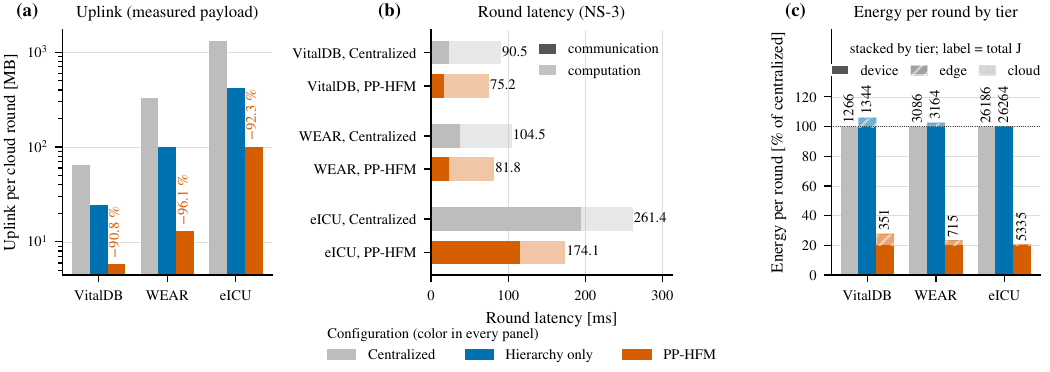 (a) Uplink (measured payload)
Uplink per cloud round [MB]
10³
10²
10¹
−90.8 %
−96.1 %
−92.3 %
VitalDB WEAR eICU
(b) Round latency (NS-3)
communication
computation
VitalDB, Centralized 90.5
VitalDB, PP-HFM 75.2
WEAR, Centralized 104.5
WEAR, PP-HFM 81.8
eICU, Centralized 261.4
eICU, PP-HFM 174.1
0 100 200 300
Round latency [ms]
(c) Energy per round by tier
stacked by tier; label = total J
device edge cloud
Energy per round [% of centralized]
120
100
80
60
40
20
0
1266 1344 351
3086 3164 715
26186 26264 5335
VitalDB WEAR eICU
Configuration (color in every panel)
Centralized Hierarchy only PP-HFM